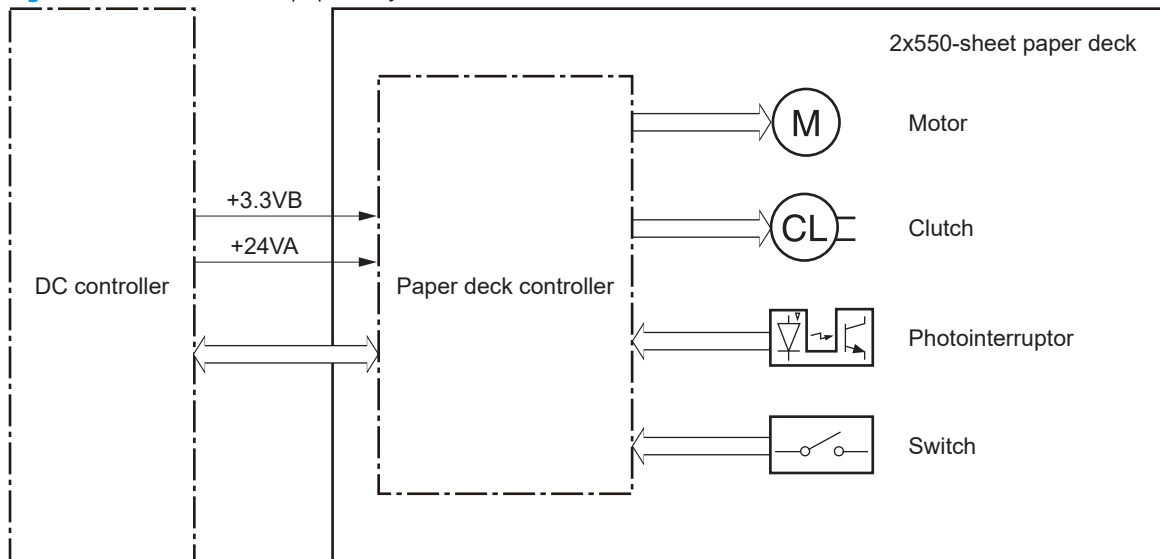 2x550-sheet paper deck
M
Motor
+3.3VB
CL
Clutch
+24VA
DC controller
Paper deck controller
Photointerruptor
Switch